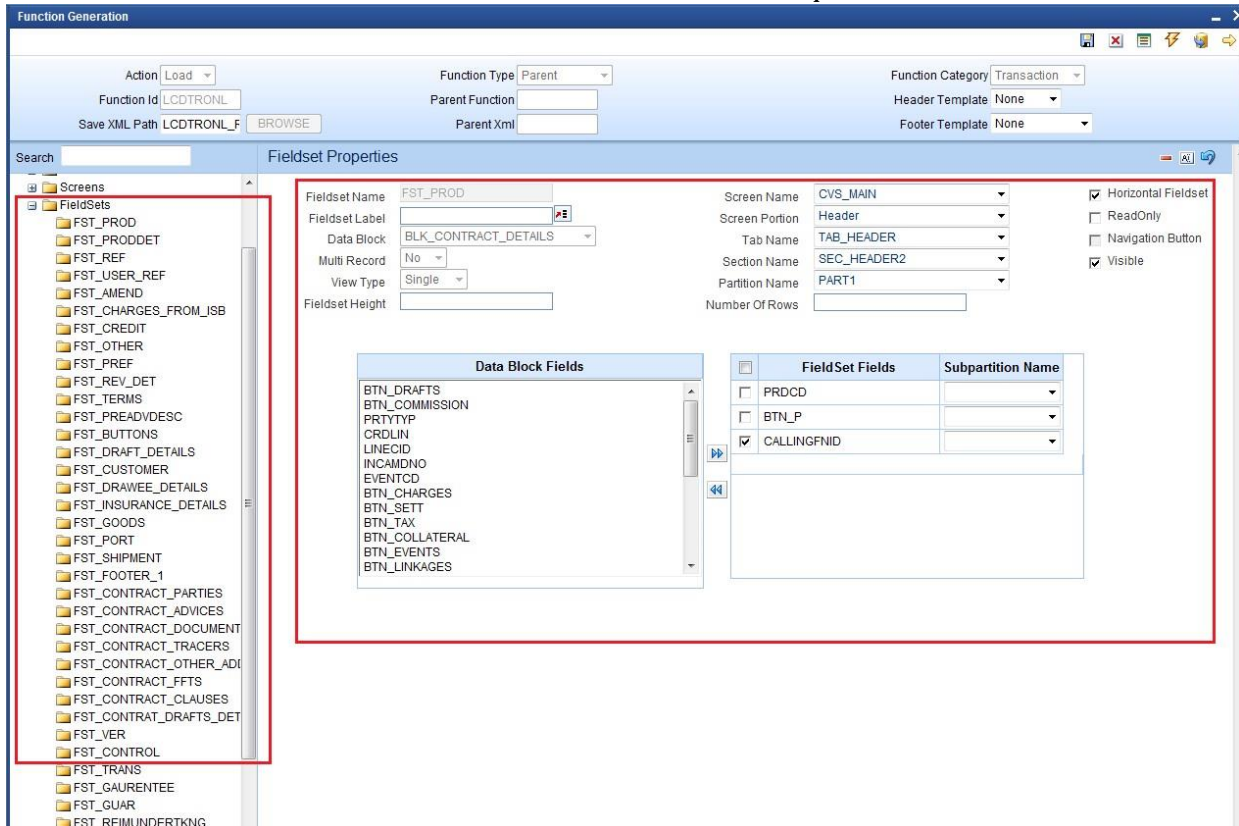 Function Generation
Action Load
Function Type Parent
Function Category Transaction
Function Id LCDTRONL
Parent Function
Header Template None
Save XML Path LCDTRONL_F BROWSE
Parent Xml
Footer Template None
Search
Fieldset Properties
Screens
FieldSets
FST_PROD
FST_PRODDET
FST_REF
FST_USER_REF
FST_AMEND
FST_CHARGES_FROM_ISB
FST_CREDIT
FST_OTHER
FST_PREF
FST_REV_DET
FST_TERMS
FST_PREADVDESC
FST_BUTTONS
FST_DRAFT_DETAILS
FST_CUSTOMER
FST_DRAWEE_DETAILS
FST_INSURANCE_DETAILS
FST_GOODS
FST_PORT
FST_SHIPMENT
FST_FOOTER_1
FST_CONTRACT_PARTIES
FST_CONTRACT_ADVICES
FST_CONTRACT_DOCUMENT
FST_CONTRACT_TRACERS
FST_CONTRACT_OTHER_ADD
FST_CONTRACT_FFTS
FST_CONTRACT_CLAUSES
FST_CONTRAT_DRAFTS_DET
FST_VER
FST_CONTROL
FST_TRANS
FST_GAURENTEE
FST_GUAR
FST_REIMUNDERTKNG
Fieldset Name FST_PROD
Screen Name CVS_MAIN
Horizontal Fieldset
Fieldset Label
Screen Portion Header
ReadOnly
Data Block BLK_CONTRACT_DETAILS
Tab Name TAB_HEADER
Navigation Button
Multi Record No
Section Name SEC_HEADER2
Visible
View Type Single
Partition Name PART1
Fieldset Height
Number Of Rows
Data Block Fields
BTN_DRAFTS
BTN_COMMISSION
PRTYTYP
CRDLIN
LINECID
INCAMDNO
EVENTCD
BTN_CHARGES
BTN_SETT
BTN_TAX
BTN_COLLATERAL
BTN_EVENTS
BTN_LINKAGES
FieldSet Fields Subpartition Name
PRDCD
BTN_P
CALLINGFNID